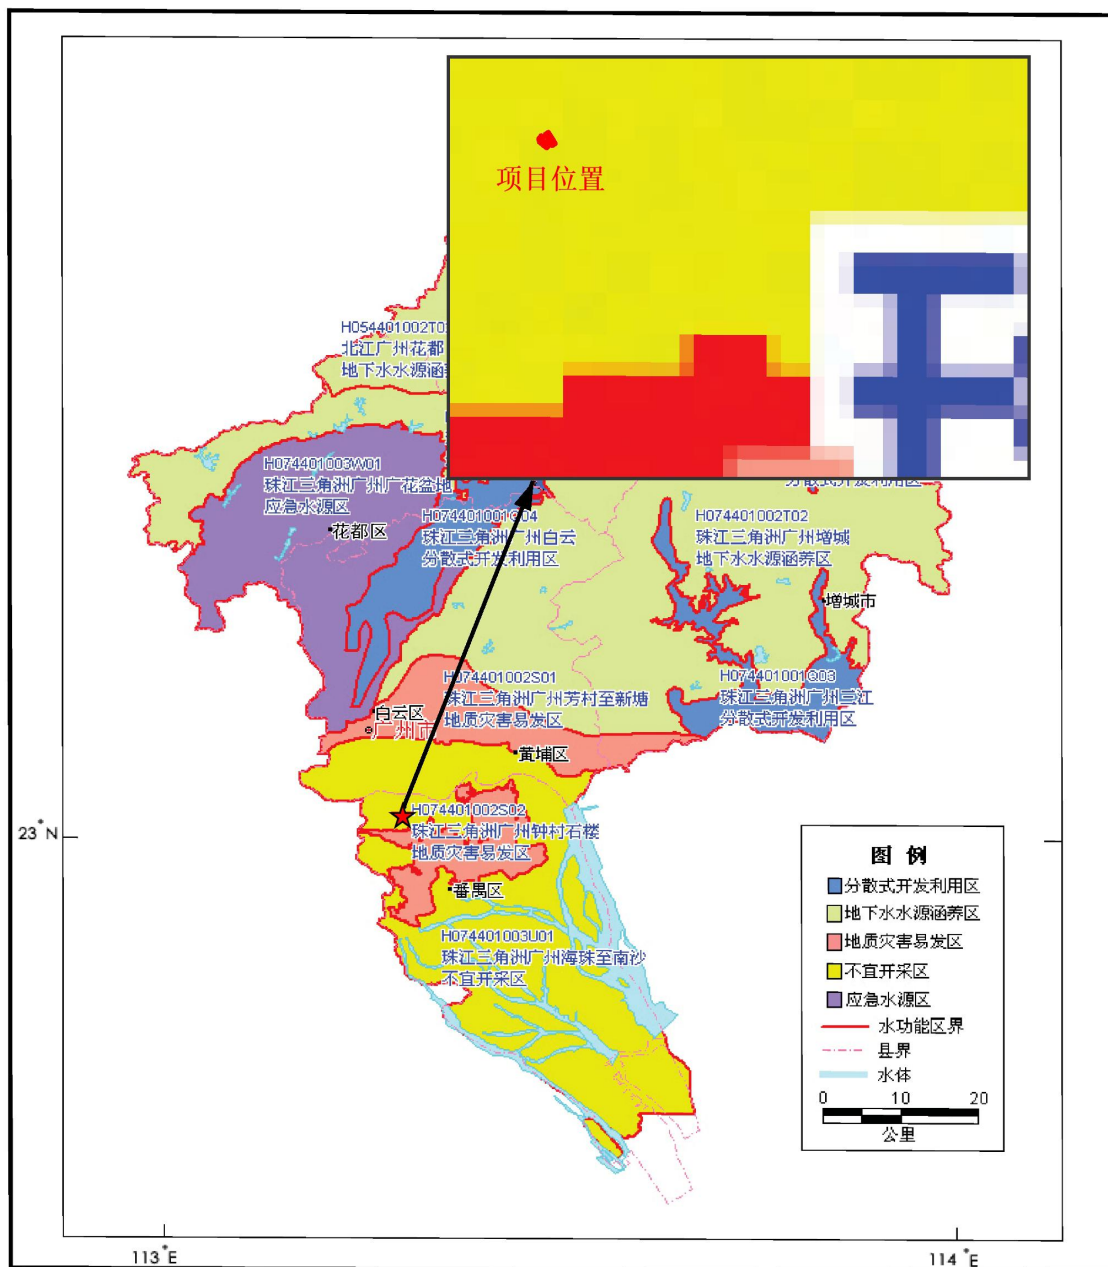 项目位置
H054401002T0
北江广州花都
地下水水源涵养
H074401003W01
珠江三角洲广州广花盆地
应急水源区
花都区
分散式开发利用区
H074401001Q04
珠江三角洲广州白云
分散式开发利用区
H074401002T02
珠江三角洲广州增城
地下水水源涵养区
增城市
H074401002S01
珠江三角洲广州芳村至新塘
地质灾害易发区
H074401001Q03
珠江三角洲广州三江
分散式开发利用区
白云区
广州市
黄埔区
H074401002S02
珠江三角洲广州钟村石楼
地质灾害易发区
番禺区
H074401003U01
珠江三角洲广州海珠至南沙
不宜开采区
23°N
图 例
分散式开发利用区
地下水水源涵养区
地质灾害易发区
不宜开采区
应急水源区
水功能区界
县界
水体
0 10 20
公里
113°E
114°E